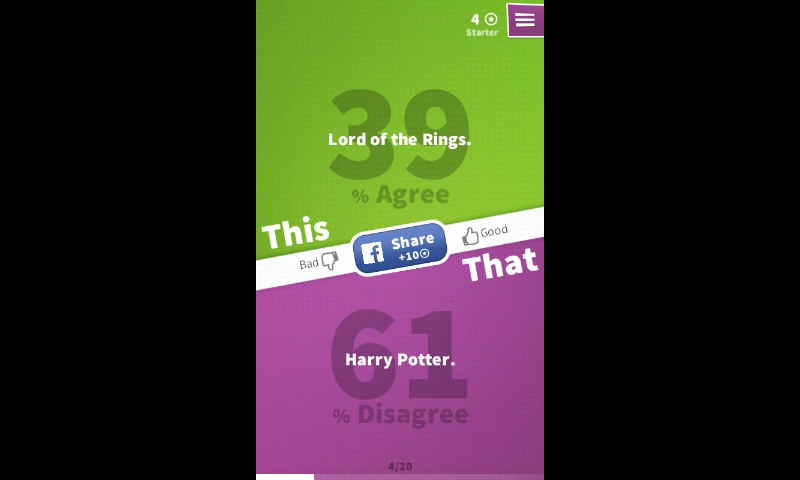 4
Starter
39
Lord of the Rings.
% Agree
This
Bad
f Share
+10
Good
That
61
Harry Potter.
% Disagree
4/20